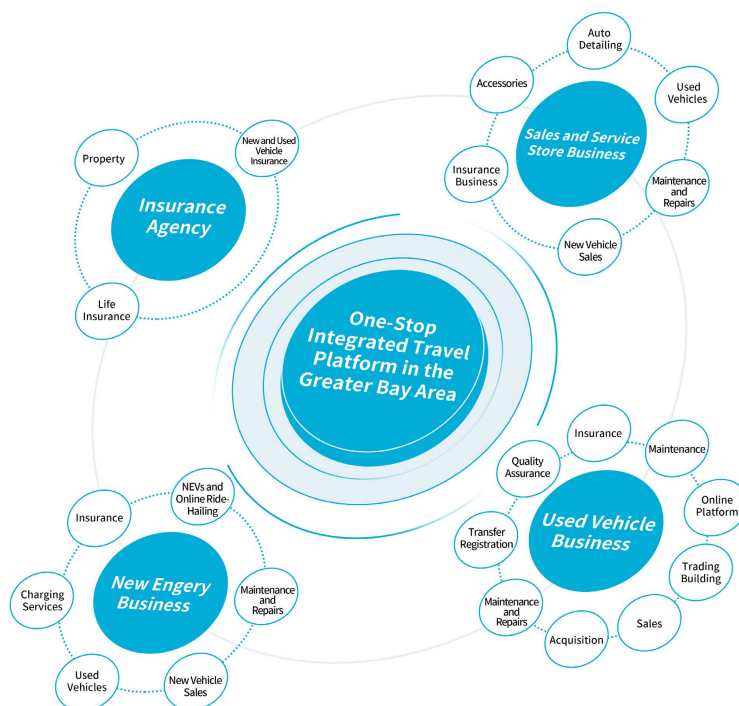 One-Stop
Integrated Travel
Platform in the
Greater Bay Area
Insurance
Agency
Property
New and Used
Vehicle
Insurance
Life
Insurance
Sales and Service
Store Business
Auto
Detailing
Accessories
Used
Vehicles
Insurance
Business
Maintenance
and
Repairs
New Vehicle
Sales
New Engery
Business
NEVs and
Online Ride-
Hailing
Insurance
Charging
Services
Maintenance
and
Repairs
Used
Vehicles
New Vehicle
Sales
Used Vehicle
Business
Insurance
Maintenance
Quality
Assurance
Online
Platform
Transfer
Registration
Trading
Building
Maintenance
and
Repairs
Sales
Acquisition